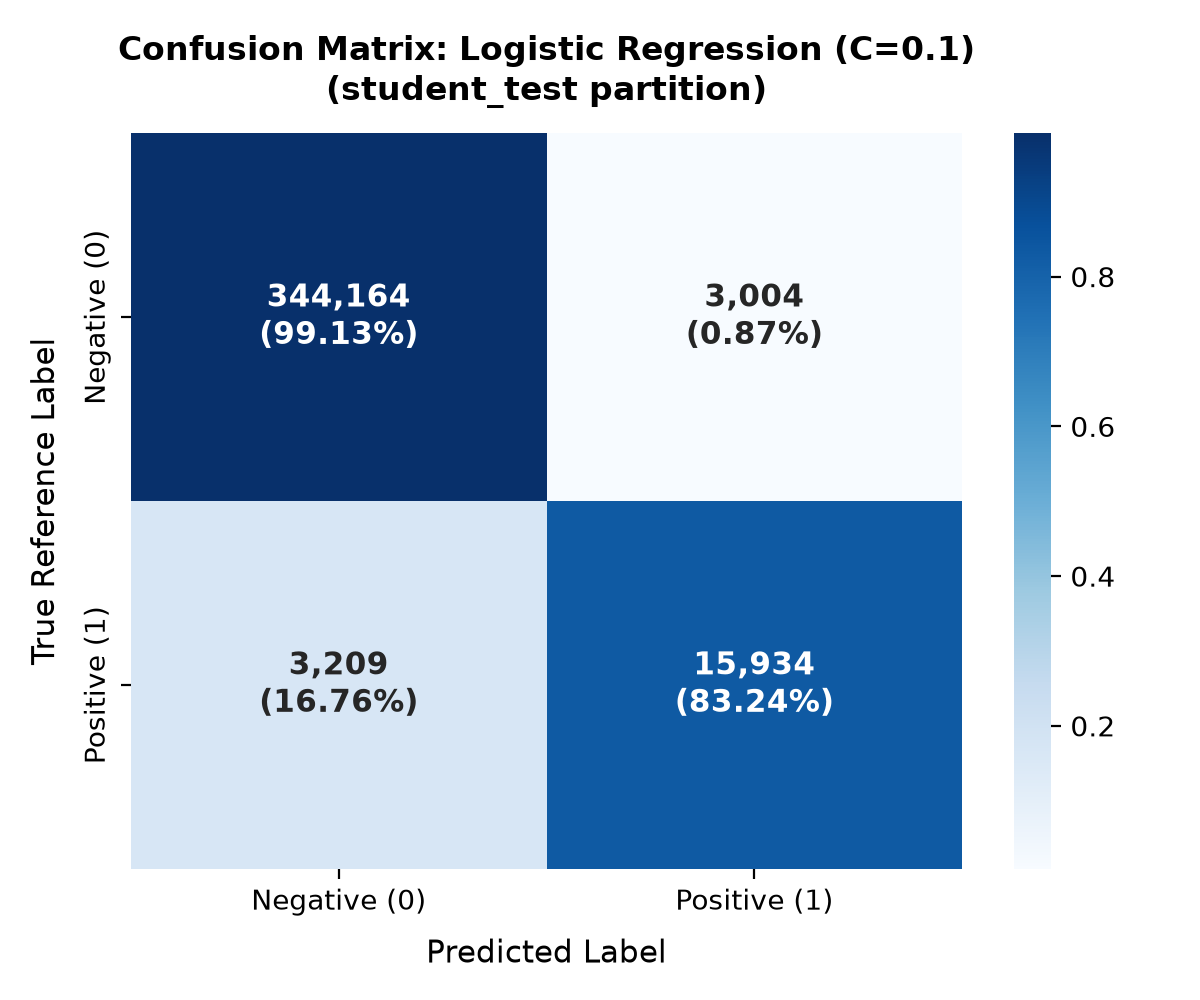 Confusion Matrix: Logistic Regression (C=0.1)
(student_test partition)
True Reference Label
Negative (0)
344,164
(99.13%)
3,004
(0.87%)
Positive (1)
3,209
(16.76%)
15,934
(83.24%)
Negative (0)
Positive (1)
Predicted Label
0.8
0.6
0.4
0.2